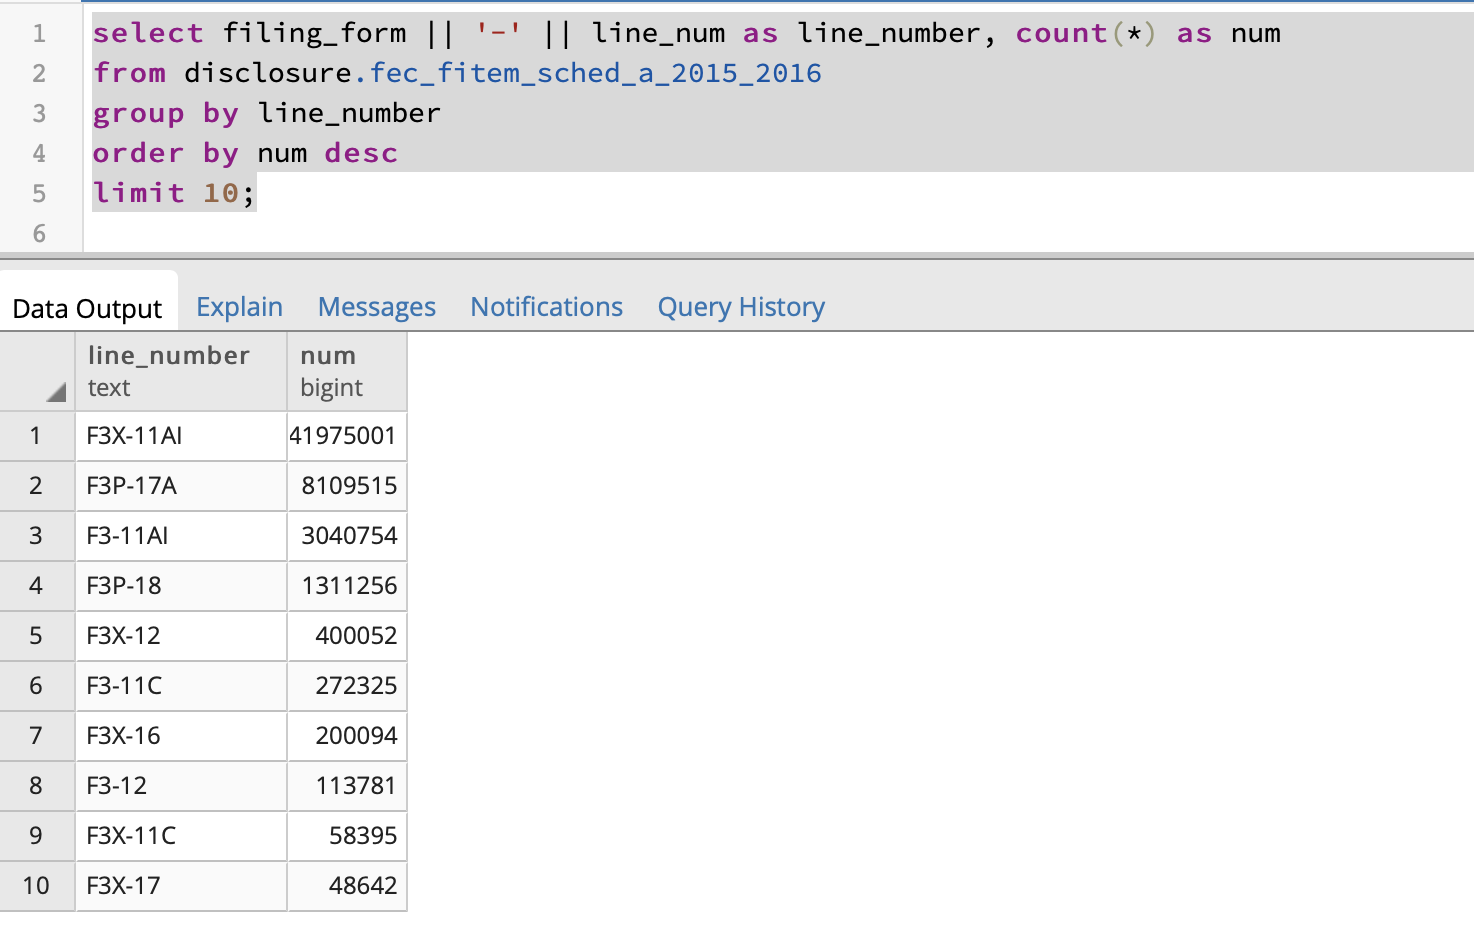 1 select filing_form || '-' || line_num as line_number, count(*) as num
2 from disclosure.fec_fitem_sched_a_2015_2016
3 group by line_number
4 order by num desc
5 limit 10;
6
Data Output Explain Messages Notifications Query History
line_number num
text bigint
1 F3X-11AI 41975001
2 F3P-17A 8109515
3 F3-11AI 3040754
4 F3P-18 1311256
5 F3X-12 400052
6 F3-11C 272325
7 F3X-16 200094
8 F3-12 113781
9 F3X-11C 58395
10 F3X-17 48642